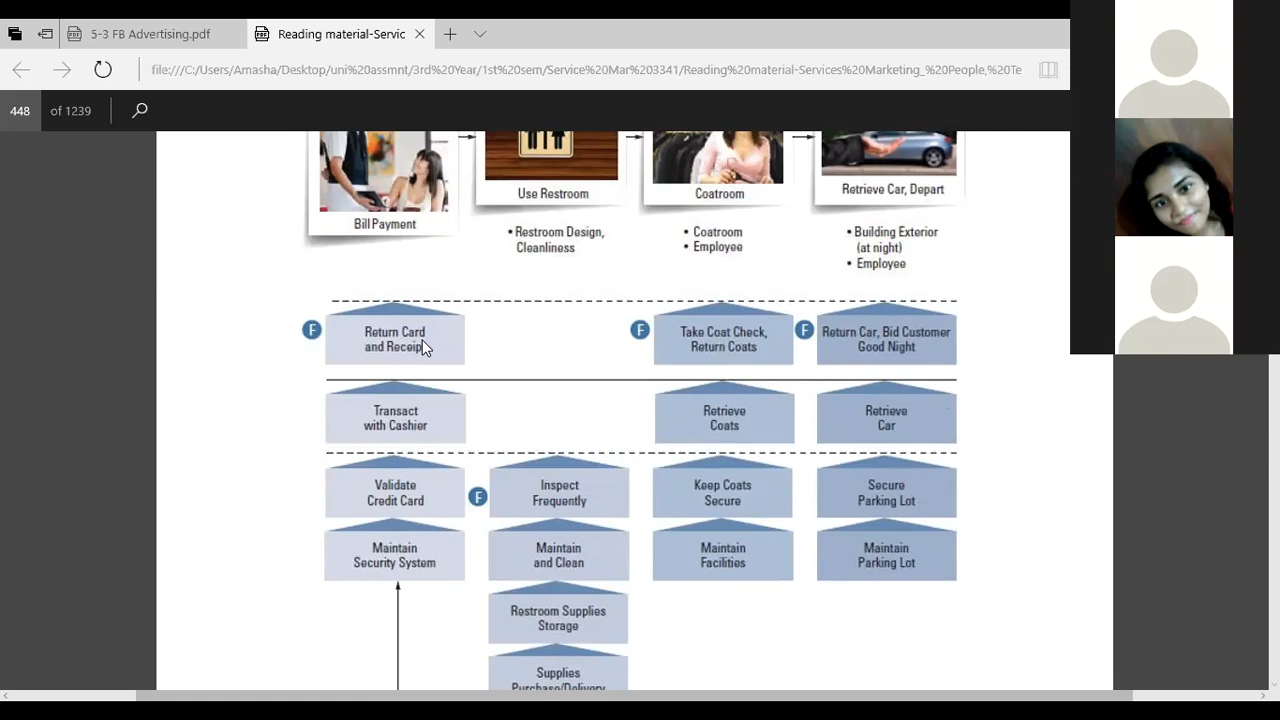 5-3 FB Advertising.pdf
Reading material-Servic
file:///C:/Users/Amasha/Desktop/uni%20assmnt/3rd%20Year/1st%20sem/Service%20Mar%203341/Reading%20material-Services%20Marketing_%20People,%20Te
448 of 1239
Bill Payment
Use Restroom
Coatroom
Retrieve Car, Depart
• Restroom Design,
Cleanliness
• Coatroom
• Employee
• Building Exterior
(at night)
• Employee
F
Return Card
and Receipt
F
Take Coat Check,
Return Coats
F
Return Car, Bid Customer
Good Night
Transact
with Cashier
Retrieve
Coats
Retrieve
Car
Validate
Credit Card
F
Inspect
Frequently
Keep Coats
Secure
Secure
Parking Lot
Maintain
Security System
Maintain
and Clean
Maintain
Facilities
Maintain
Parking Lot
Restroom Supplies
Storage
Supplies
Purchase/Delivery